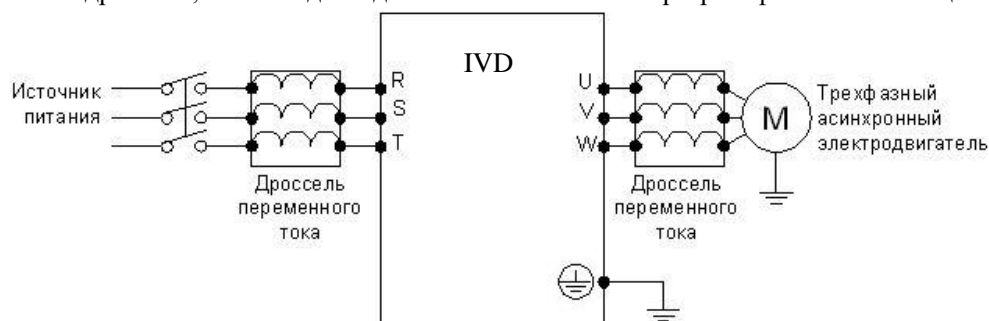 IVD
Источник
питания
R
S
T
U
V
W
M
Трехфазный
асинхронный
электродвигатель
Дроссель
переменного
тока
Дроссель
переменного
тока